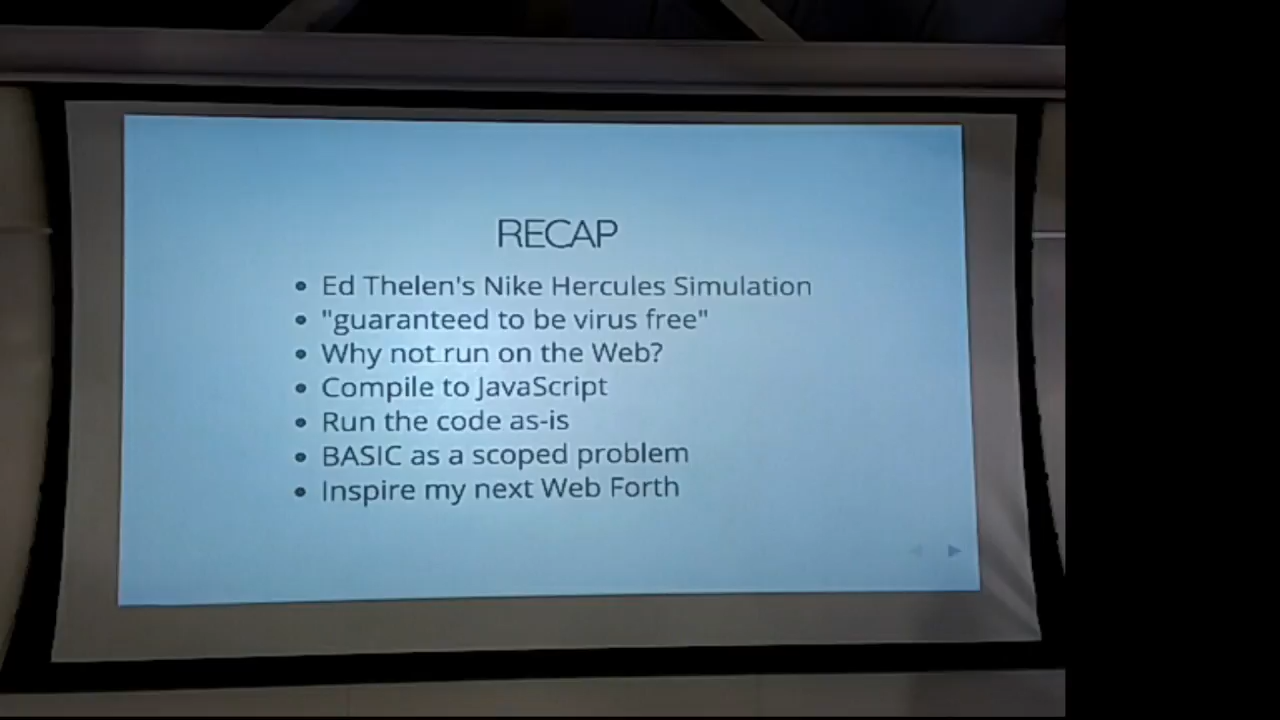 RECAP
Ed Thelen's Nike Hercules Simulation
"guaranteed to be virus free"
Why not run on the Web?
Compile to JavaScript
Run the code as-is
BASIC as a scoped problem
Inspire my next Web Forth